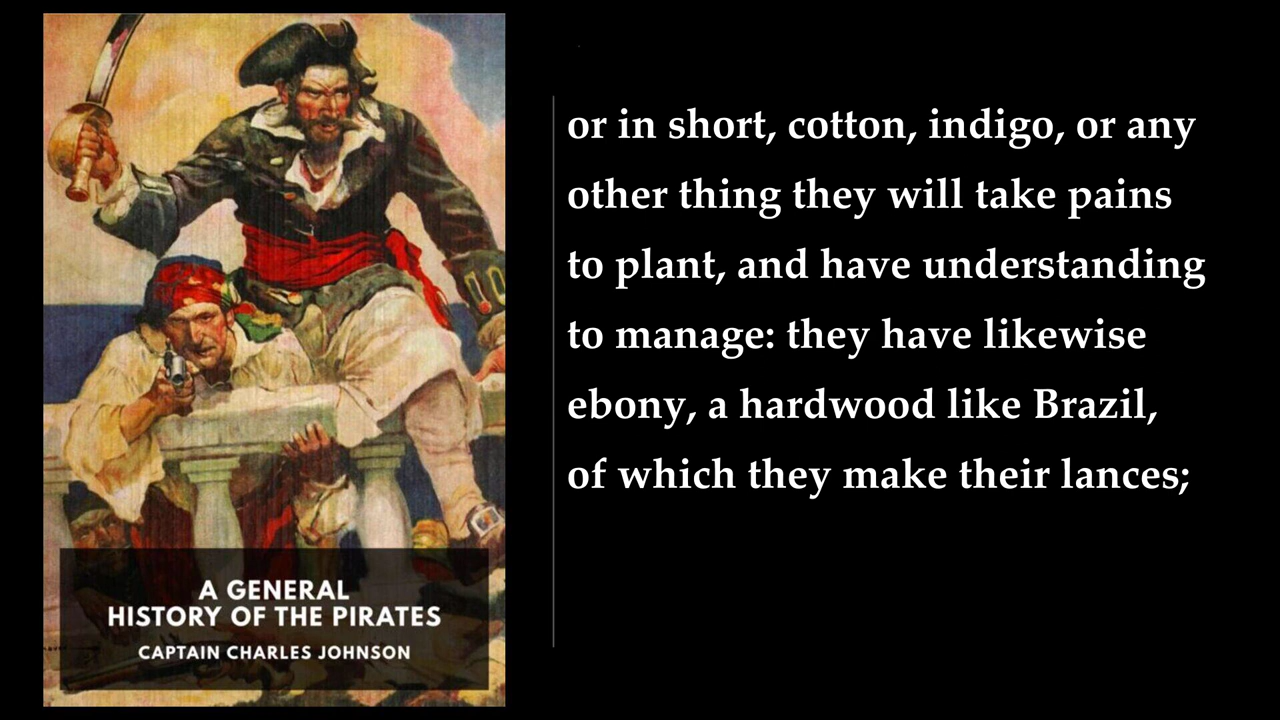 or in short, cotton, indigo, or any
other thing they will take pains
to plant, and have understanding
to manage: they have likewise
ebony, a hardwood like Brazil,
of which they make their lances;
A GENERAL
HISTORY OF THE PIRATES
CAPTAIN CHARLES JOHNSON